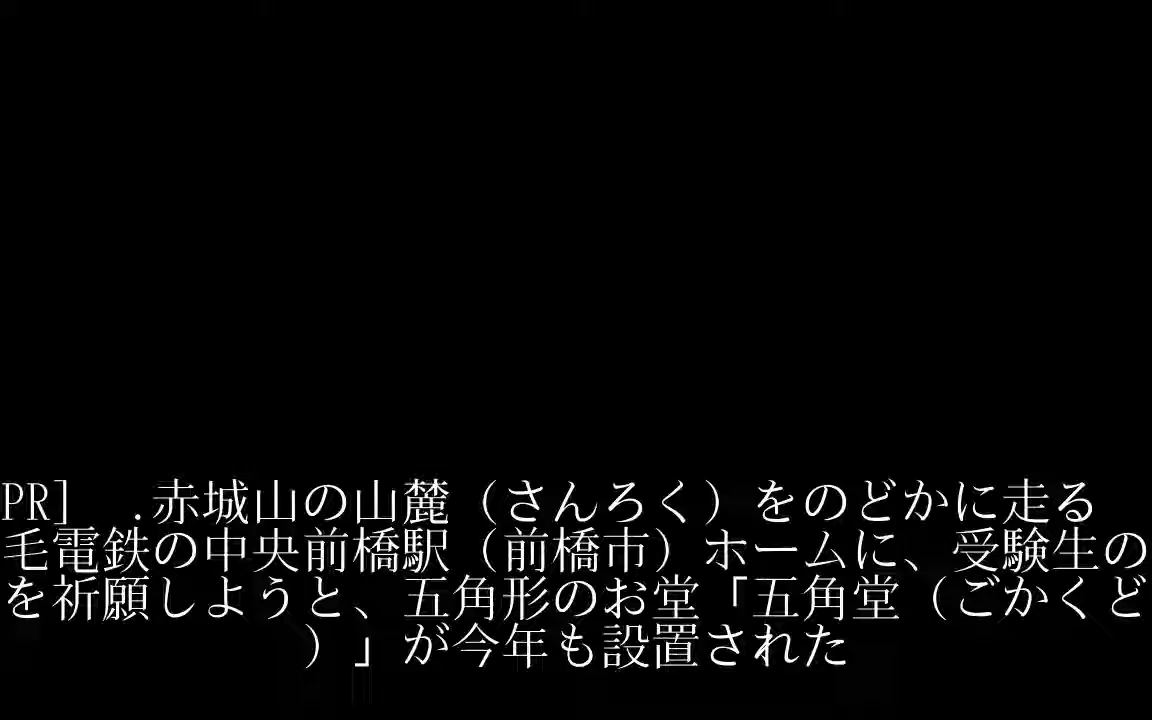 PR]　.赤城山の山麓（さんろく）をのどかに走る
毛電鉄の中央前橋駅（前橋市）ホームに、受験生の
を祈願しようと、五角形のお堂「五角堂（ごかくど
）」が今年も設置された